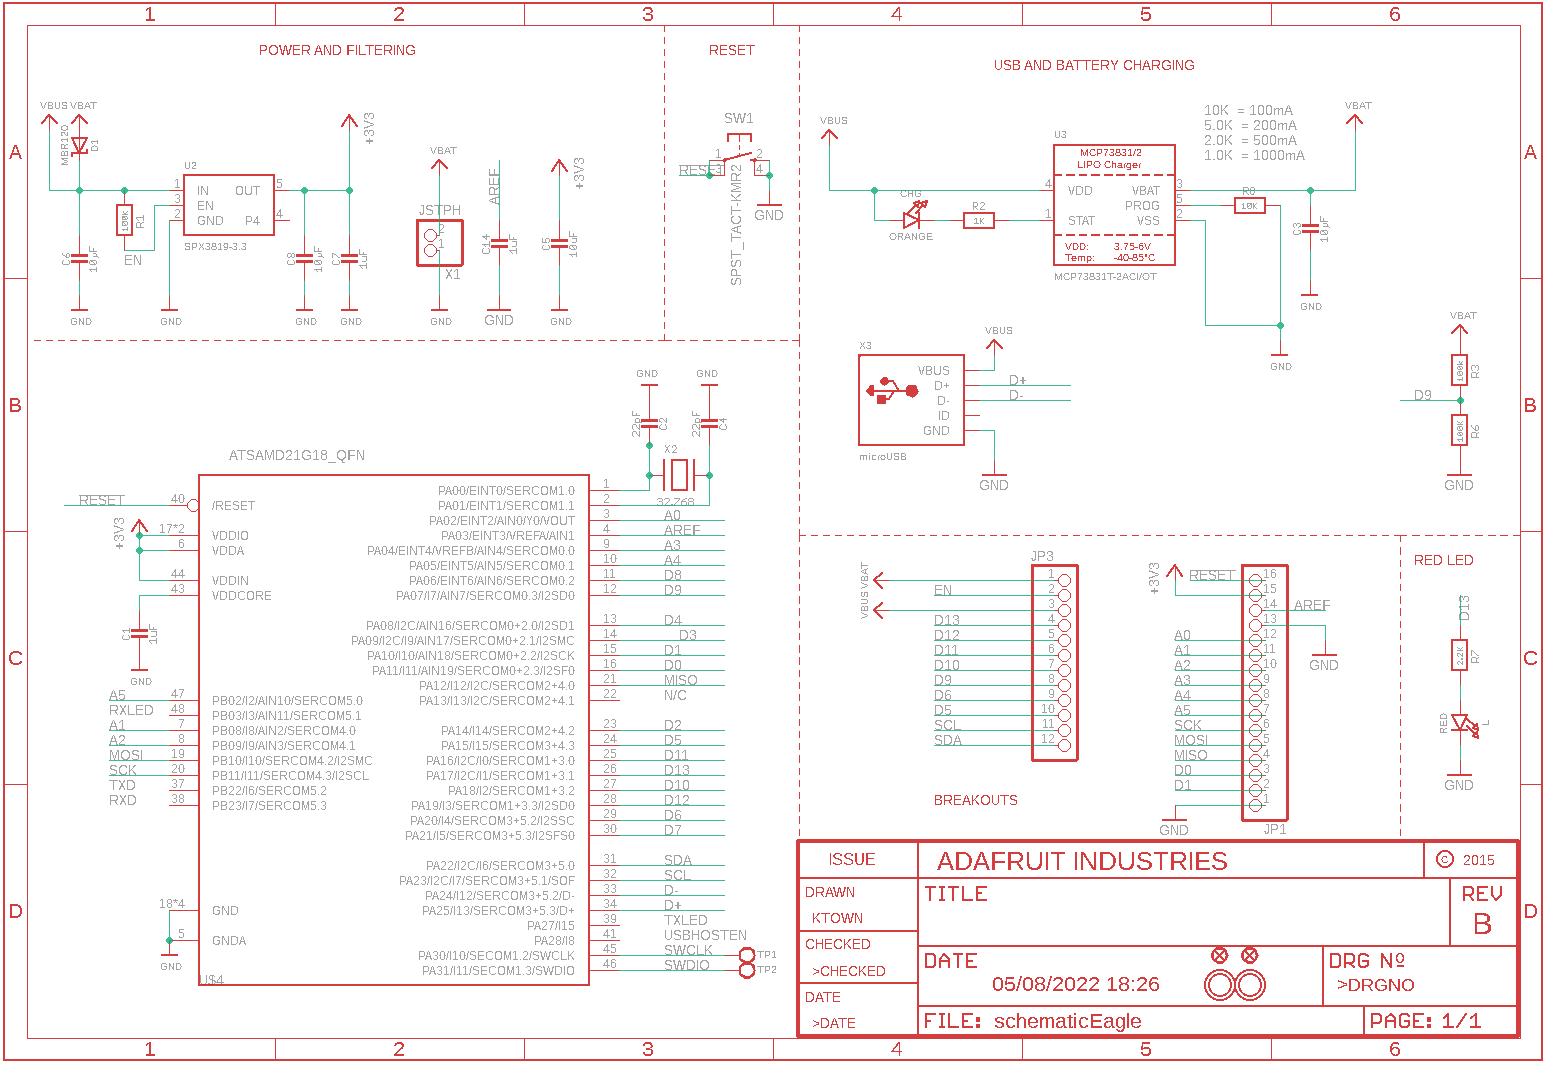 1 2 3 4 5 6
A B C D
POWER AND FILTERING
VBUS VBAT
MBR120
D1
U2
1 IN OUT 5
3 EN
2 GND P4 4
SPX3819-3.3
100k
R1
EN
C6
10µF
GND
GND
C8
10µF
GND
C7
1uF
GND
+3V3
VBAT
JSTPH
2
1
X1
GND
AREF
C14
1uF
GND
+3V3
C5
10uF
GND
RESET
SW1
1 2
3 4
RESET
SPST_TACT-KMR2
GND
USB AND BATTERY CHARGING
VBUS
CHG
ORANGE
R2
1K
U3
MCP73831/2
LIPO Charger
4 VDD VBAT 3
PROG 5
1 STAT VSS 2
VDD: 3.75-6V
Temp: -40-85°C
MCP73831T-2ACI/OT
10K = 100mA
5.0K = 200mA
2.0K = 500mA
1.0K = 1000mA
VBAT
10K
C3
10µF
GND
GND
X3
VBUS
VBUS
D+ D+
D- D-
ID
GND
microUSB
GND
VBAT
100k
R3
D9
100K
R6
GND
ATSAMD21G18_QFN
GND GND
22pF
C2
22pF
C4
X2
32.768
RESET 40 /RESET
+3V3
17*2 VDDIO
6 VDDA
44 VDDIN
43 VDDCORE
C1
1uF
GND
A5 47 PB02/I2/AIN10/SERCOM5.0
RXLED 48 PB03/I3/AIN11/SERCOM5.1
A1 7 PB08/I8/AIN2/SERCOM4.0
A2 8 PB09/I9/AIN3/SERCOM4.1
MOSI 19 PB10/I10/SERCOM4.2/I2SMC
SCK 20 PB11/I11/SERCOM4.3/I2SCL
TXD 37 PB22/I6/SERCOM5.2
RXD 38 PB23/I7/SERCOM5.3
18*4 GND
5 GNDA
GND
U$4
PA00/EINT0/SERCOM1.0 1
PA01/EINT1/SERCOM1.1 2
PA02/EINT2/AIN0/Y0/VOUT 3 A0
PA03/EINT3/VREFA/AIN1 4 AREF
PA04/EINT4/VREFB/AIN4/SERCOM0.0 9 A3
PA05/EINT5/AIN5/SERCOM0.1 10 A4
PA06/EINT6/AIN6/SERCOM0.2 11 D8
PA07/I7/AIN7/SERCOM0.3/I2SD0 12 D9
PA08/I2C/AIN16/SERCOM0+2.0/I2SD1 13 D4
PA09/I2C/I9/AIN17/SERCOM0+2.1/I2SMC 14 D3
PA10/I10/AIN18/SERCOM0+2.2/I2SCK 15 D1
PA11/I11/AIN19/SERCOM0+2.3/I2SF0 16 D0
PA12/I12/I2C/SERCOM2+4.0 21 MISO
PA13/I13/I2C/SERCOM2+4.1 22 N/C
PA14/I14/SERCOM2+4.2 23 D2
PA15/I15/SERCOM3+4.3 24 D5
PA16/I2C/I0/SERCOM1+3.0 25 D11
PA17/I2C/I1/SERCOM1+3.1 26 D13
PA18/I2/SERCOM1+3.2 27 D10
PA19/I3/SERCOM1+3.3/I2SD0 28 D12
PA20/I4/SERCOM3+5.2/I2SSC 29 D6
PA21/I5/SERCOM3+5.3/I2SFS0 30 D7
PA22/I2C/I6/SERCOM3+5.0 31 SDA
PA23/I2C/I7/SERCOM3+5.1/SOF 32 SCL
PA24/I12/SERCOM3+5.2/D- 33 D-
PA25/I13/SERCOM3+5.3/D+ 34 D+
PA27/I15 39 TXLED
PA28/I8 41 USBHOSTEN
PA30/I10/SECOM1.2/SWCLK 45 SWCLK TP1
PA31/I11/SECOM1.3/SWDIO 46 SWDIO TP2
JP3
VBAT 1
EN 2
VBUS 3
D13 4
D12 5
D11 6
D10 7
D9 8
D6 9
D5 10
SCL 11
SDA 12
BREAKOUTS
+3V3
RESET 16
15
14 AREF
13
GND
A0 12
A1 11
A2 10
A3 9
A4 8
A5 7
SCK 6
MOSI 5
MISO 4
D0 3
D1 2
1
GND
JP1
RED LED
D13
2.2K
R7
RED
L
GND
ISSUE ADAFRUIT INDUSTRIES © 2015
DRAWN
KTOWN
TITLE
REV
B
CHECKED
>CHECKED
DATE
05/08/2022 18:26
DRG Nº
>DRGNO
DATE
>DATE
FILE: schematicEagle
PAGE: 1/1
1 2 3 4 5 6
A B C D